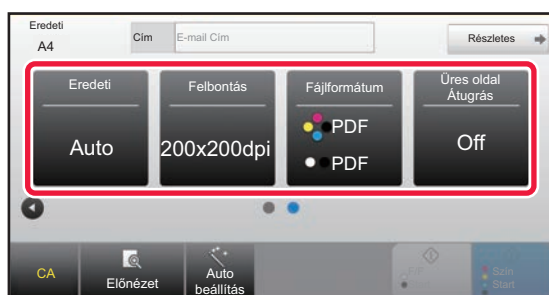 Eredeti
A4
Cím
E-mail Cím
Részletes
Eredeti
Auto
Felbontás
200x200dpi
Fájlformátum
PDF
PDF
Üres oldal
Átugrás
Off
CA
Előnézet
Auto
beállítás
Szín
Start